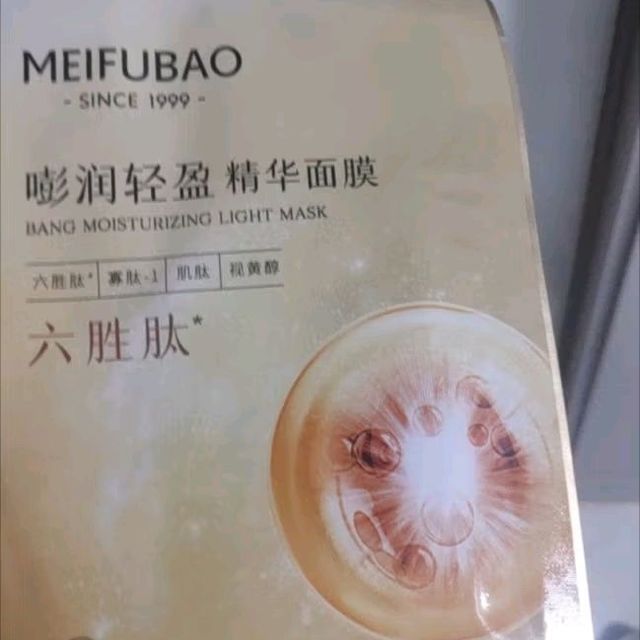 MEIFUBAO
- SINCE 1999 -
嘭润轻盈 精华面膜
BANG MOISTURIZING LIGHT MASK
六胜肽* 寡肽-1 肌肽 视黄醇
六胜肽*